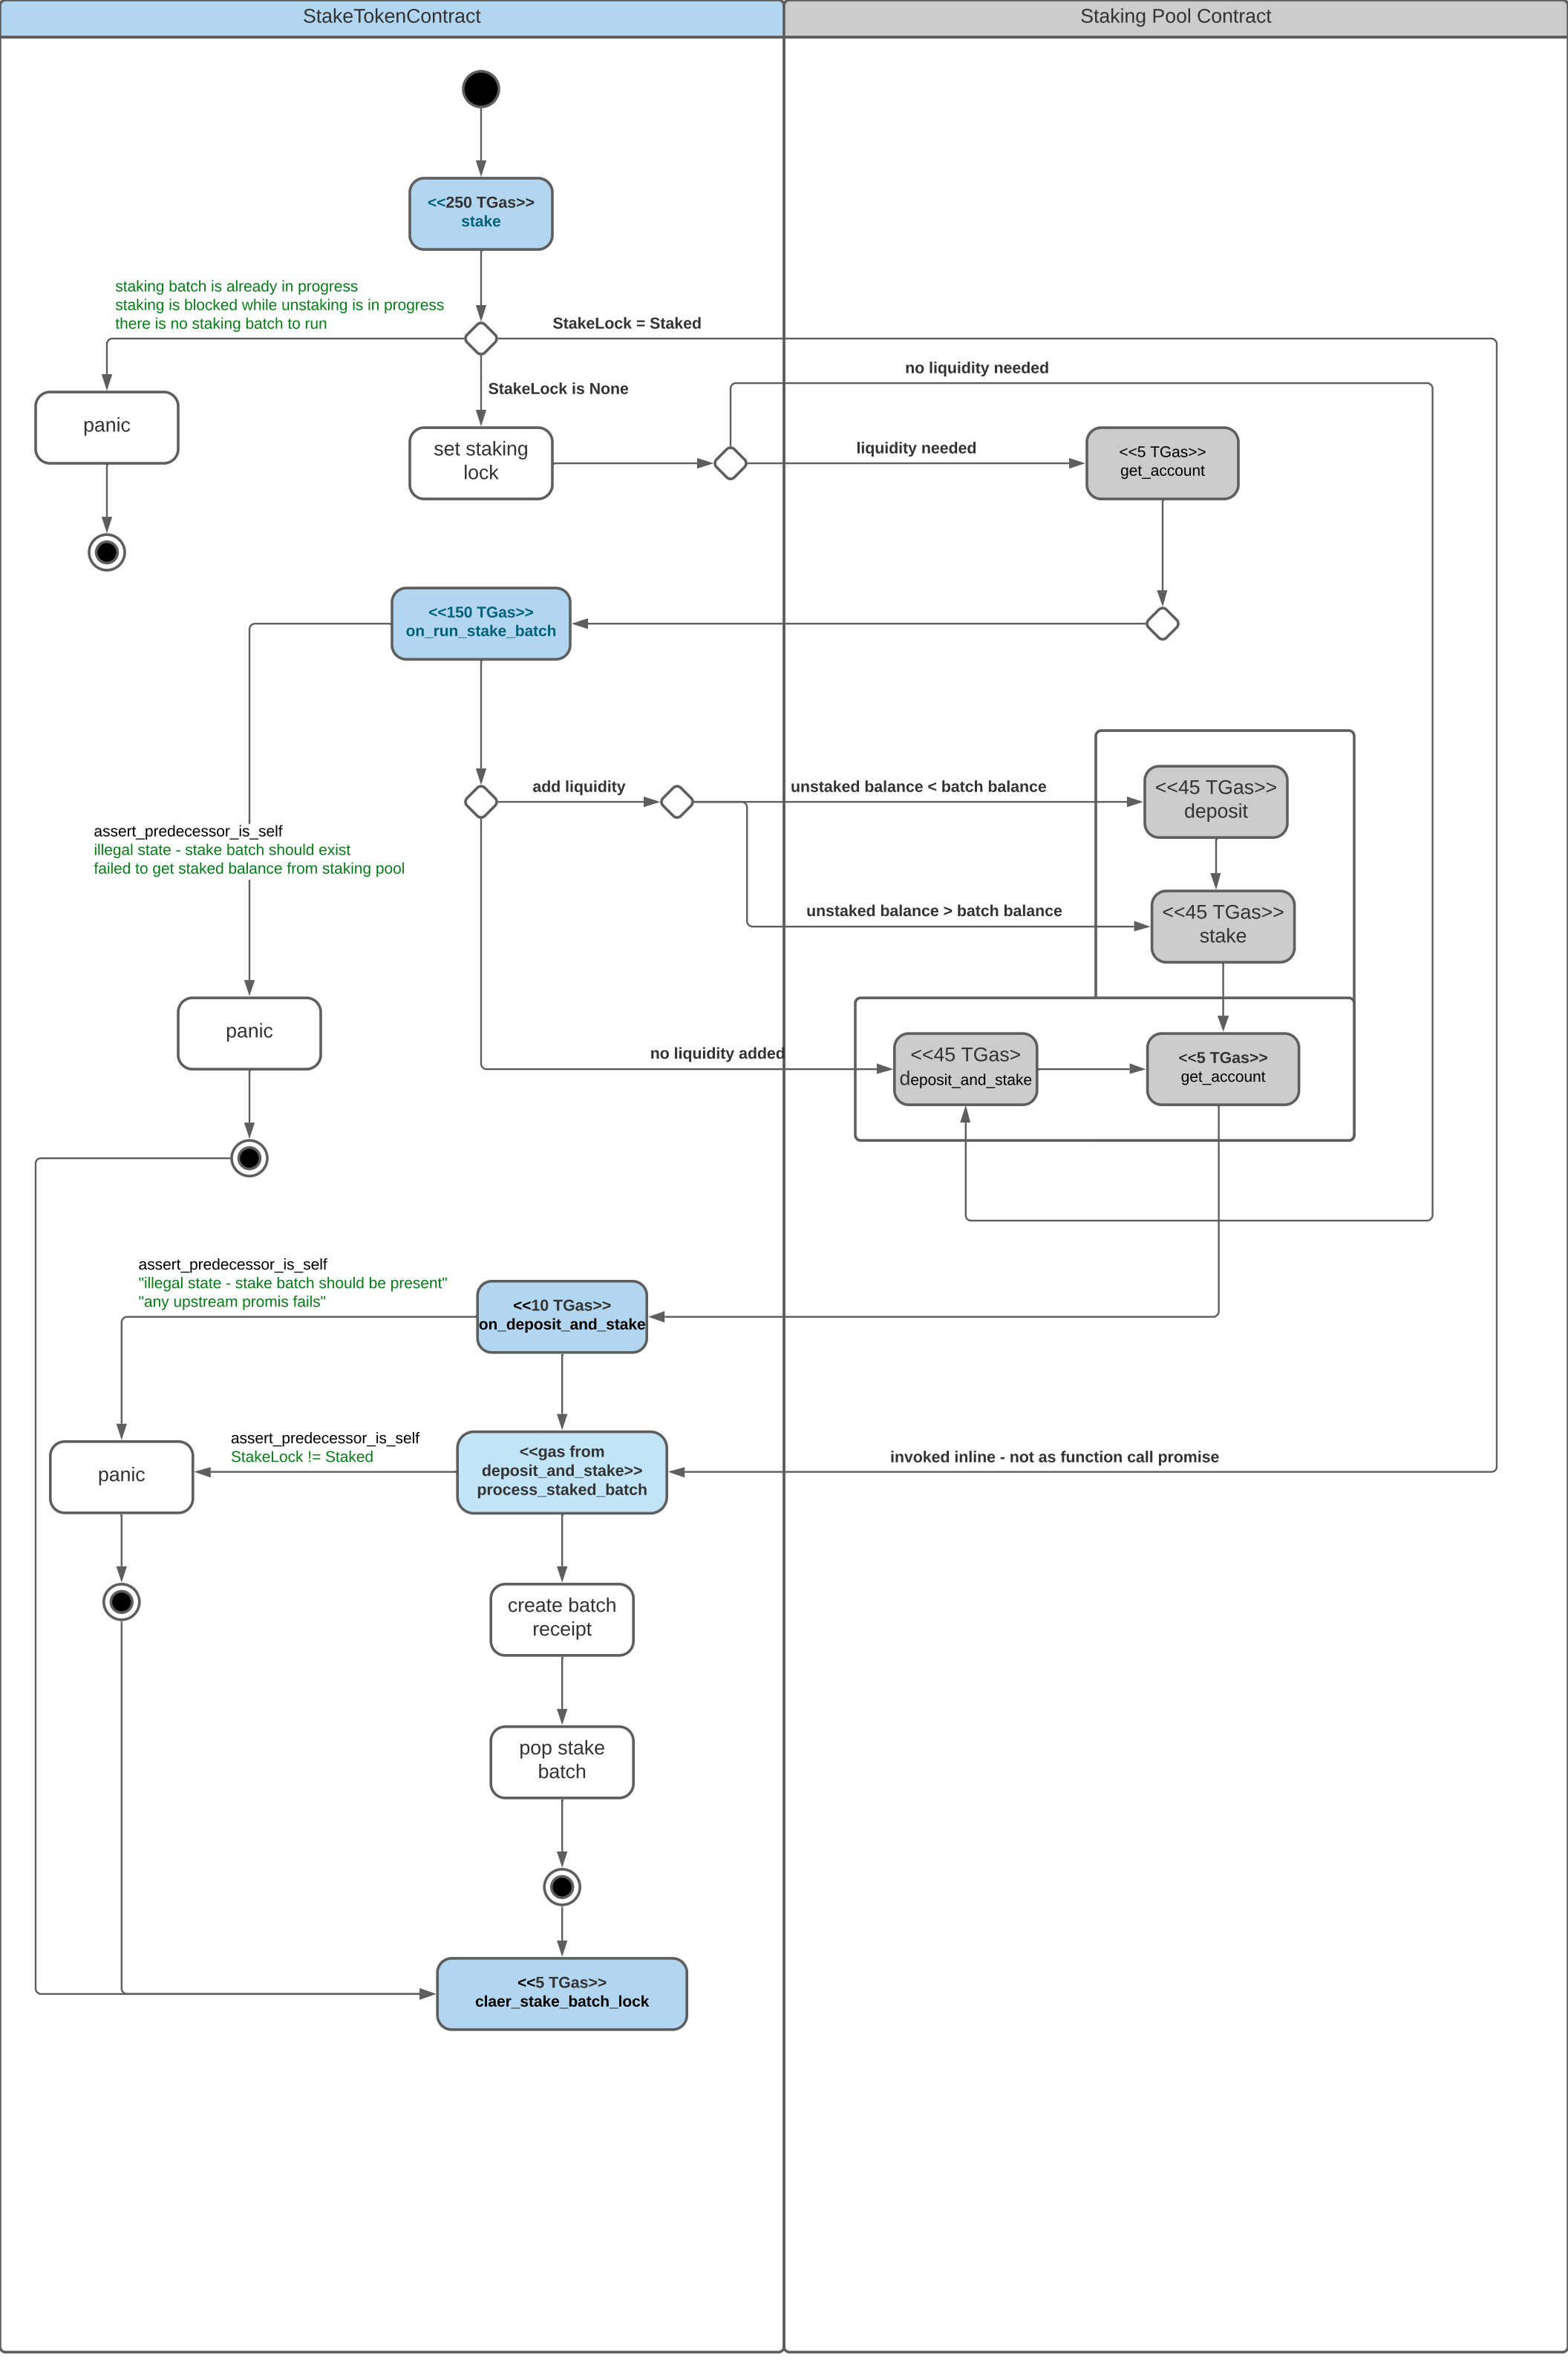 StakeTokenContract
Staking Pool Contract
<<250 TGas>>
stake
staking batch is already in progress
staking is blocked while unstaking is in progress
there is no staking batch to run
StakeLock = Staked
no liquidity needed
StakeLock is None
panic
set staking
lock
liquidity needed
<<5 TGas>>
get_account
<<150 TGas>>
on_run_stake_batch
add liquidity
unstaked balance < batch balance
<<45 TGas>>
deposit
assert_predecessor_is_self
illegal state - stake batch should exist
failed to get staked balance from staking pool
unstaked balance > batch balance
<<45 TGas>>
stake
panic
no liquidity added
<<45 TGas>
deposit_and_stake
<<5 TGas>>
get_account
assert_predecessor_is_self
"illegal state - stake batch should be present"
"any upstream promis fails"
<<10 TGas>>
on_deposit_and_stake
panic
assert_predecessor_is_self
StakeLock != Staked
<<gas from
deposit_and_stake>>
process_staked_batch
invoked inline - not as function call promise
create batch
receipt
pop stake
batch
<<5 TGas>>
claer_stake_batch_lock